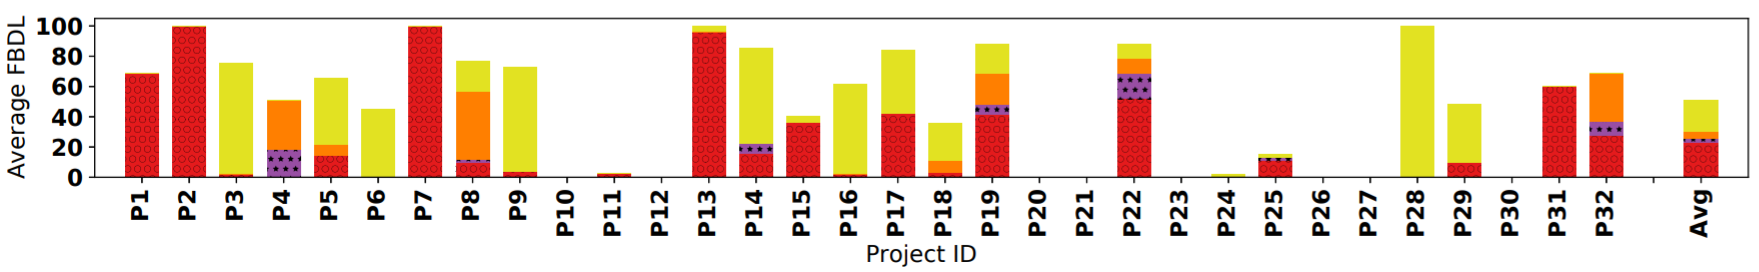 Average FBDL
100
80
60
40
20
0
P1 P2 P3 P4 P5 P6 P7 P8 P9 P10 P11 P12 P13 P14 P15 P16 P17 P18 P19 P20 P21 P22 P23 P24 P25 P26 P27 P28 P29 P30 P31 P32 Avg
Project ID